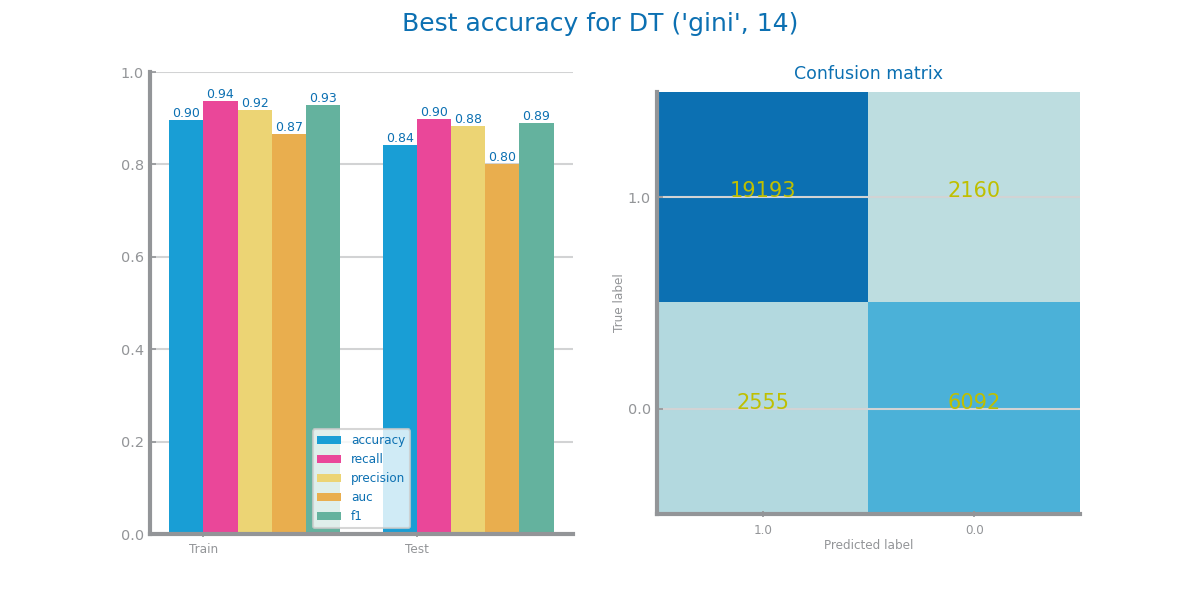 Best accuracy for DT ('gini', 14)
1.0
0.8
0.6
0.4
0.2
0.0
0.90
0.94
0.92
0.87
0.93
0.84
0.90
0.88
0.80
0.89
accuracy
recall
precision
auc
f1
Train
Test
Confusion matrix
True label
1.0
0.0
19193
2160
2555
6092
1.0
0.0
Predicted label